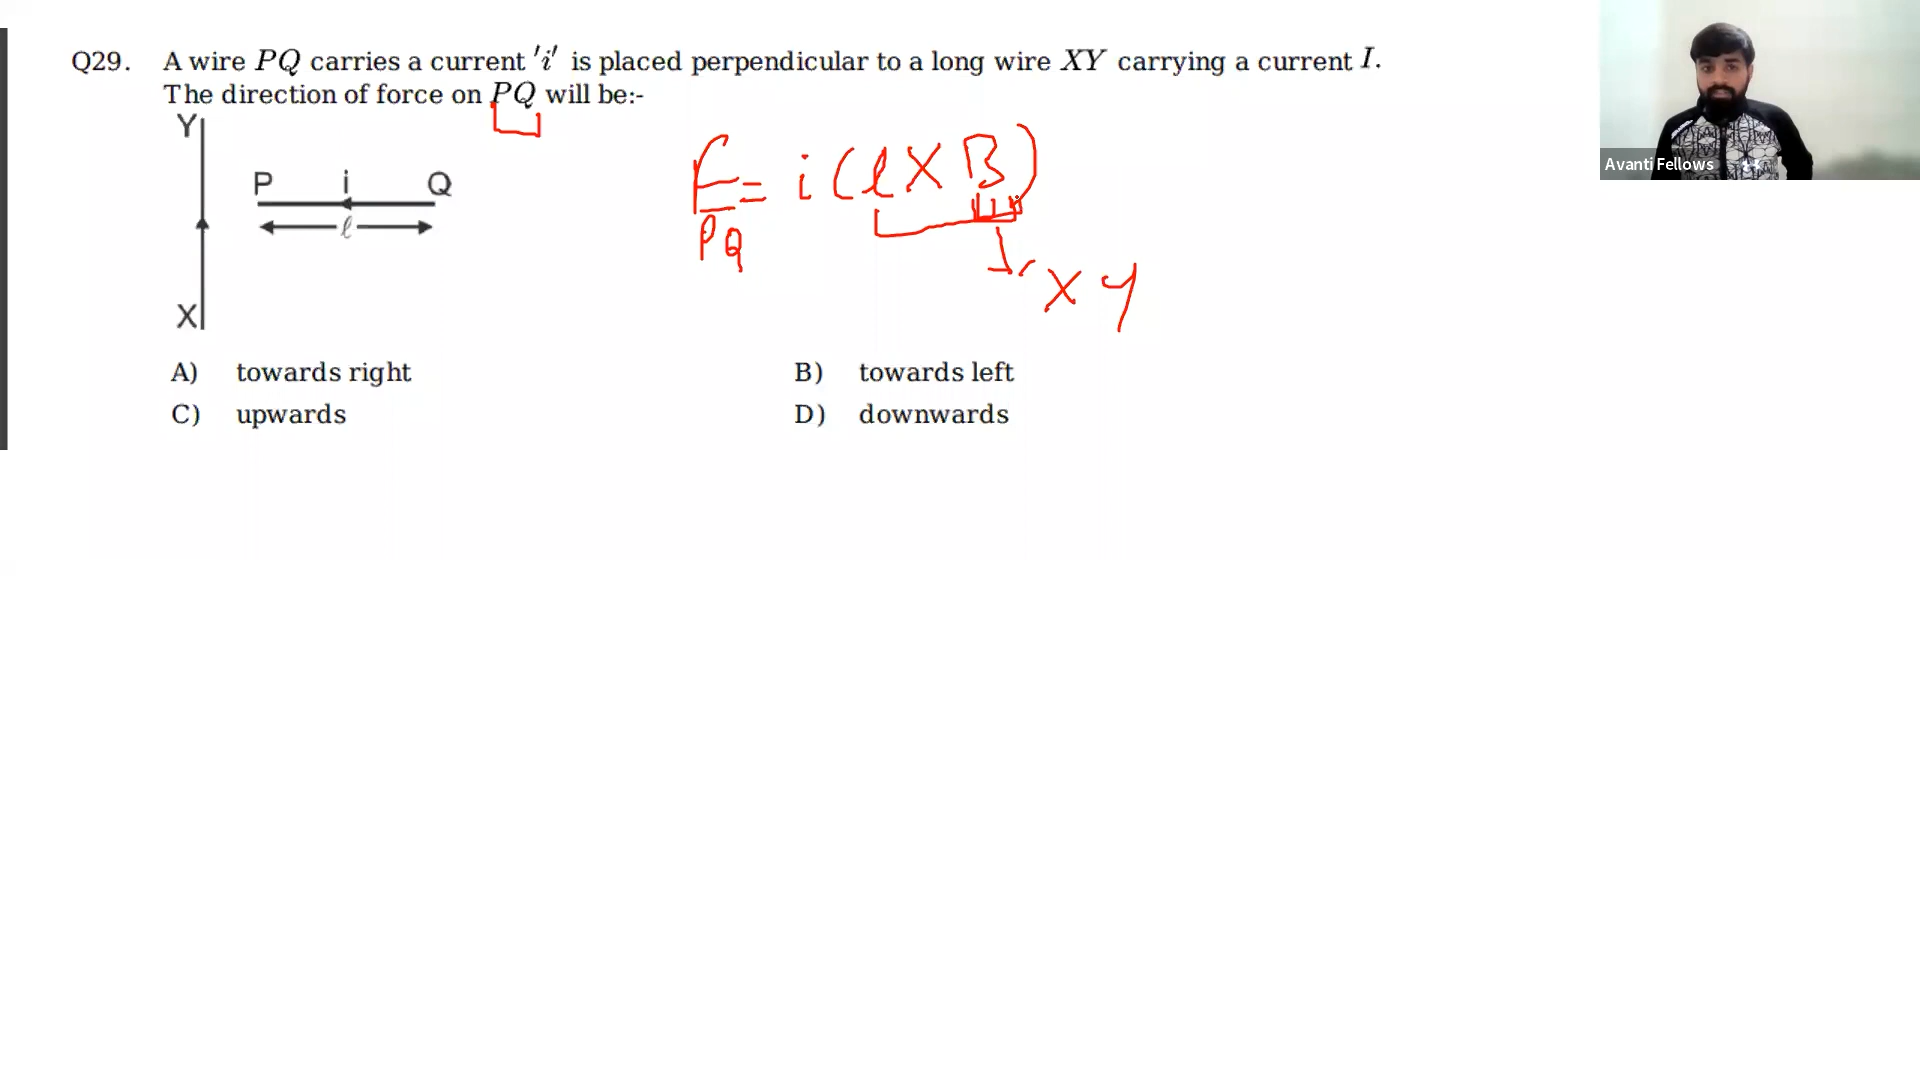 Q29. A wire PQ carries a current 'i' is placed perpendicular to a long wire XY carrying a current I.
The direction of force on PQ will be:-
Y
P i Q
ℓ
X
F = i (l X B)
PQ
X Y
A) towards right B) towards left
C) upwards D) downwards
Avanti Fellows